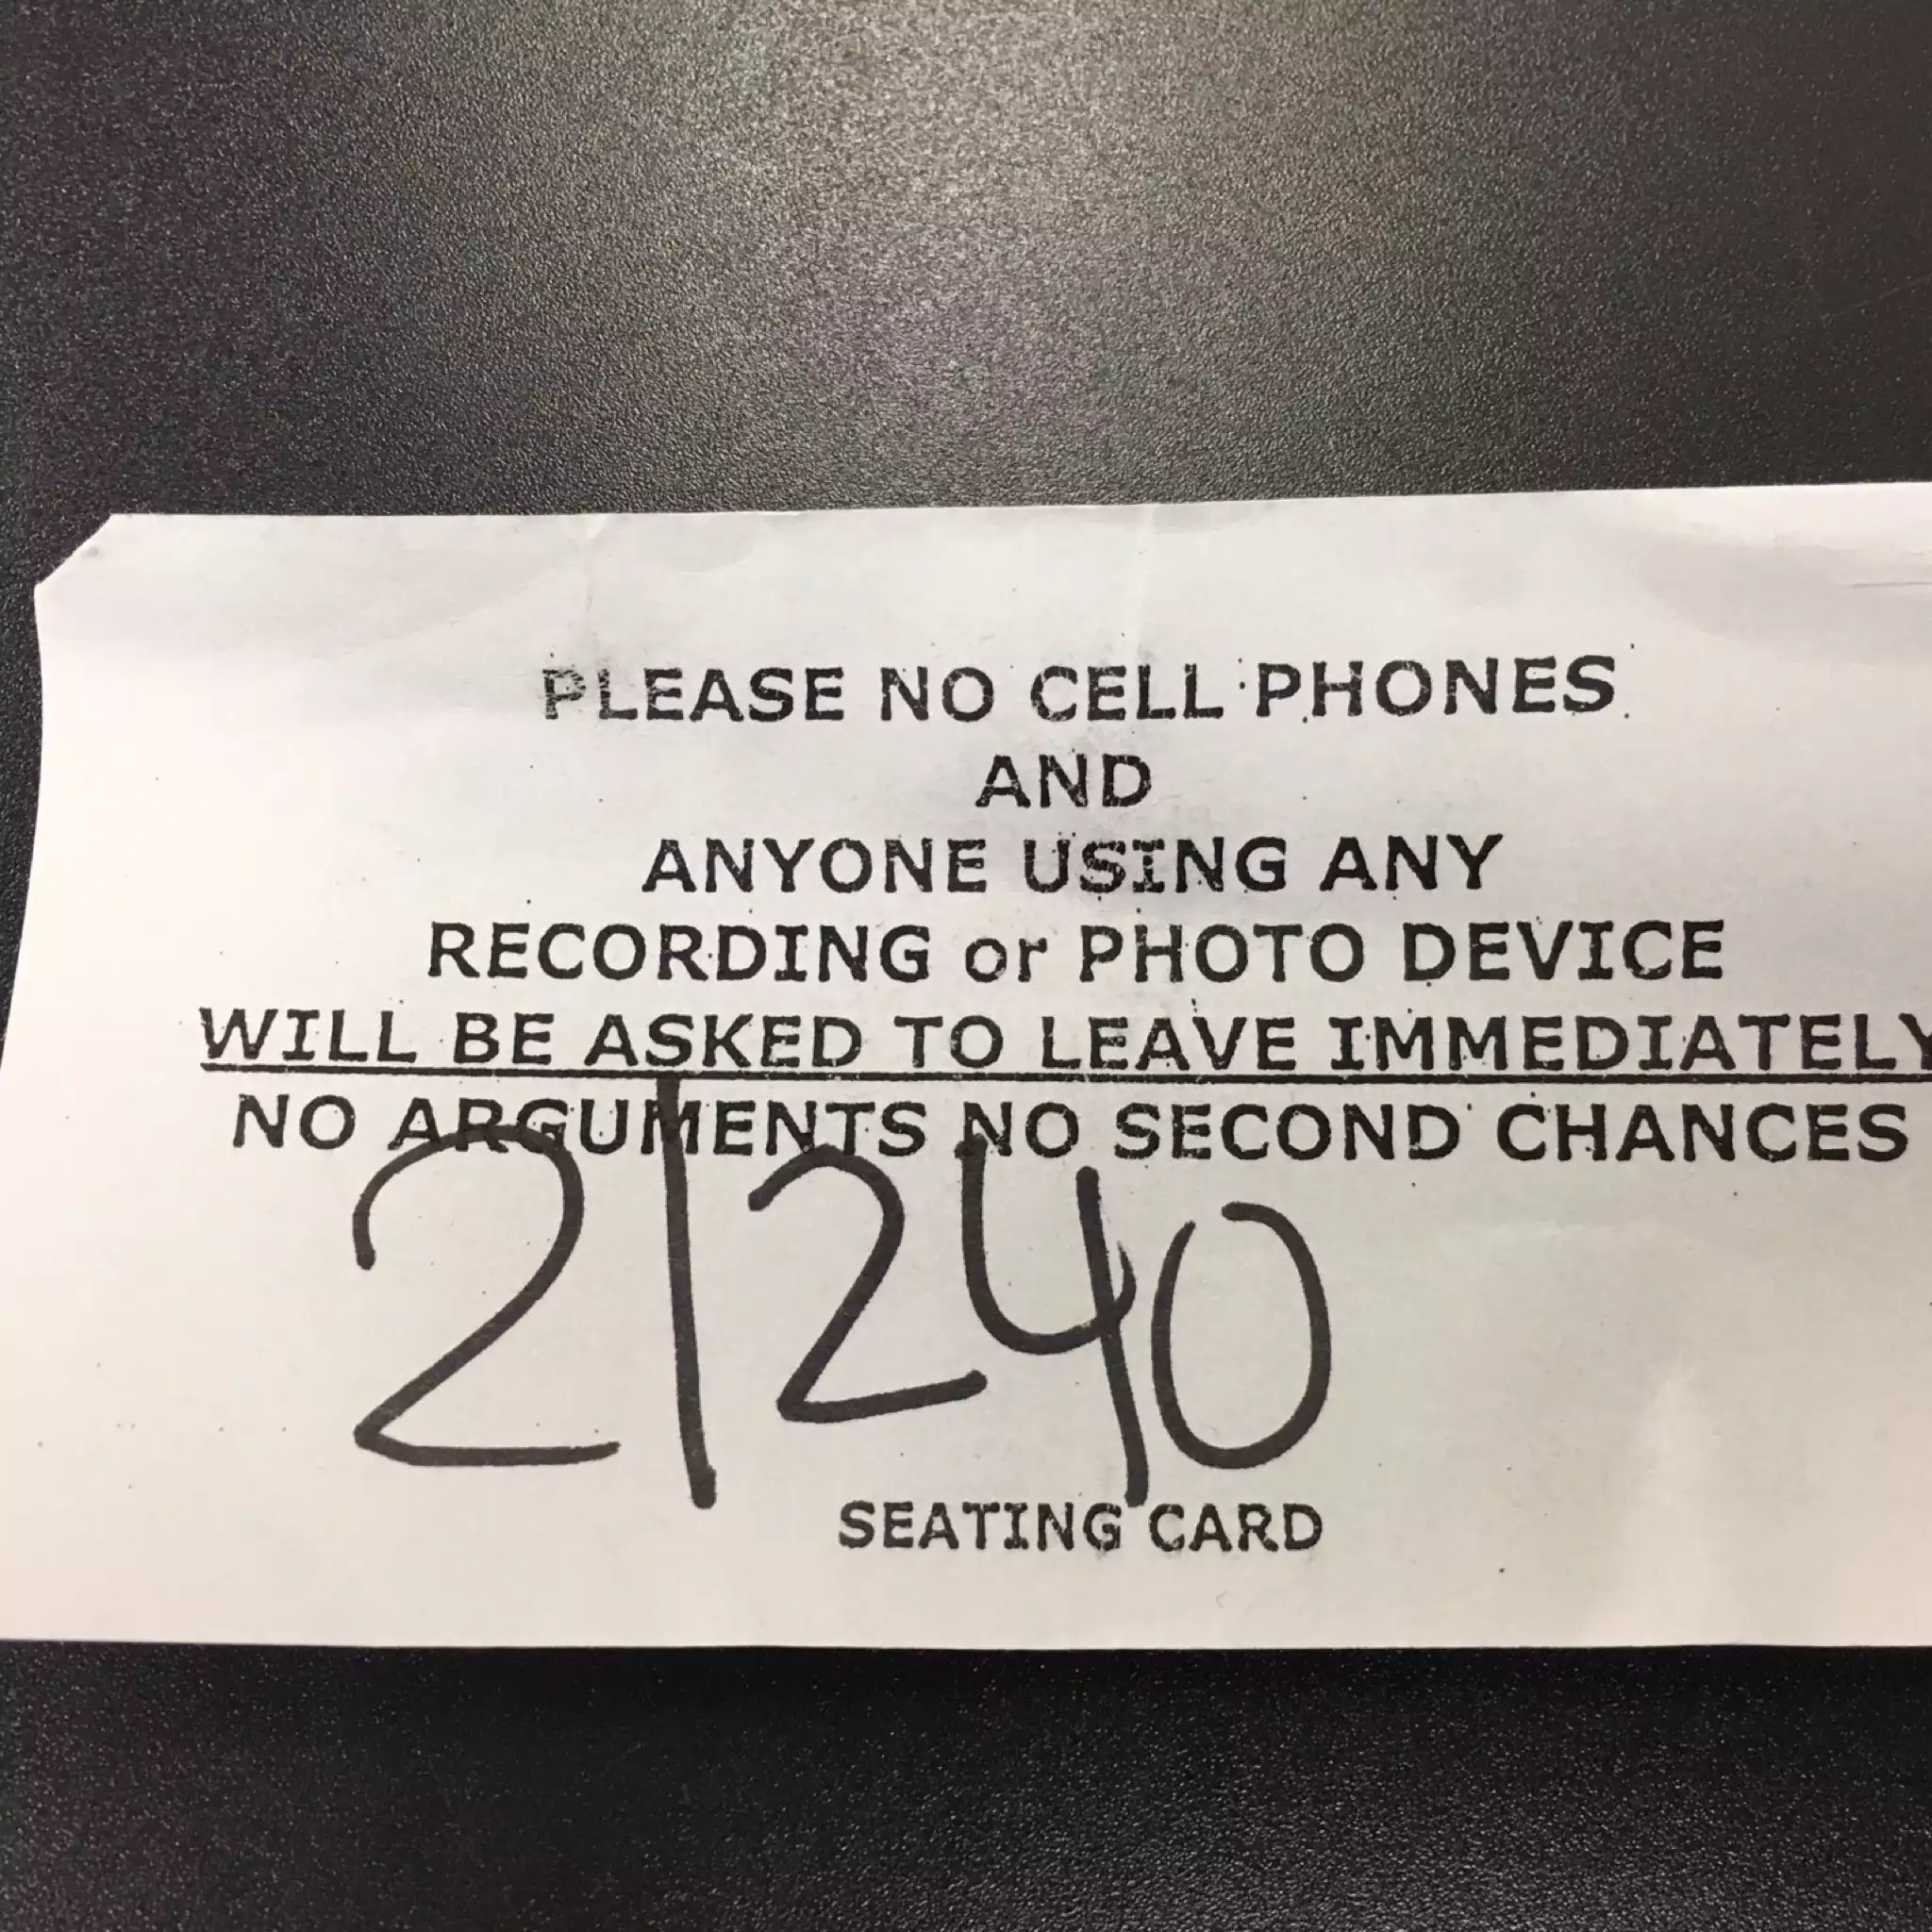 PLEASE NO CELL PHONES
AND
ANYONE USING ANY
RECORDING or PHOTO DEVICE
WILL BE ASKED TO LEAVE IMMEDIATELY
NO ARGUMENTS NO SECOND CHANCES
2/240
SEATING CARD